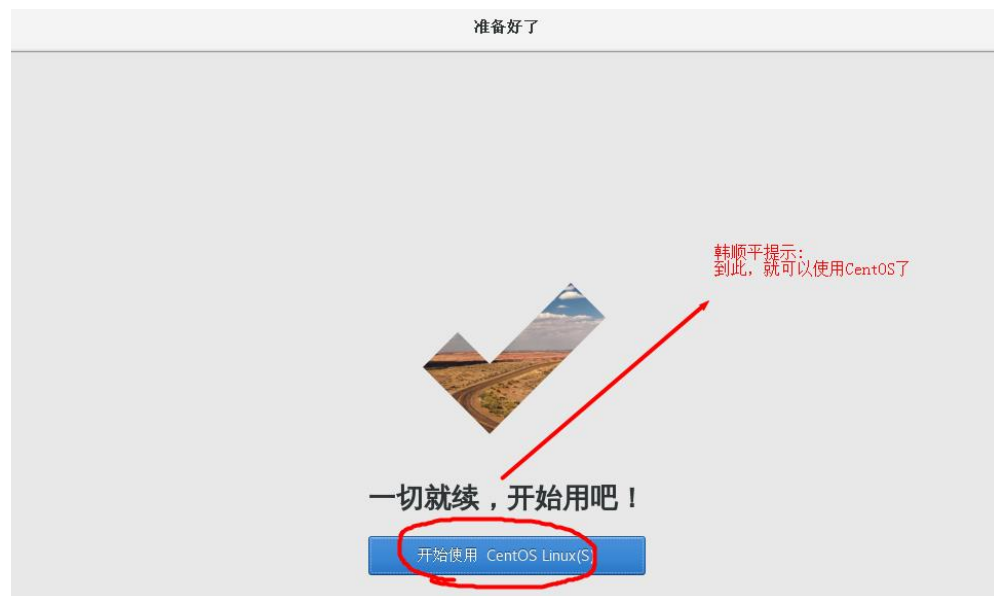 准备好了
韩顺平提示:
到此, 就可以使用CentOS了
一切就续，开始用吧！
开始使用 CentOS Linux(S)